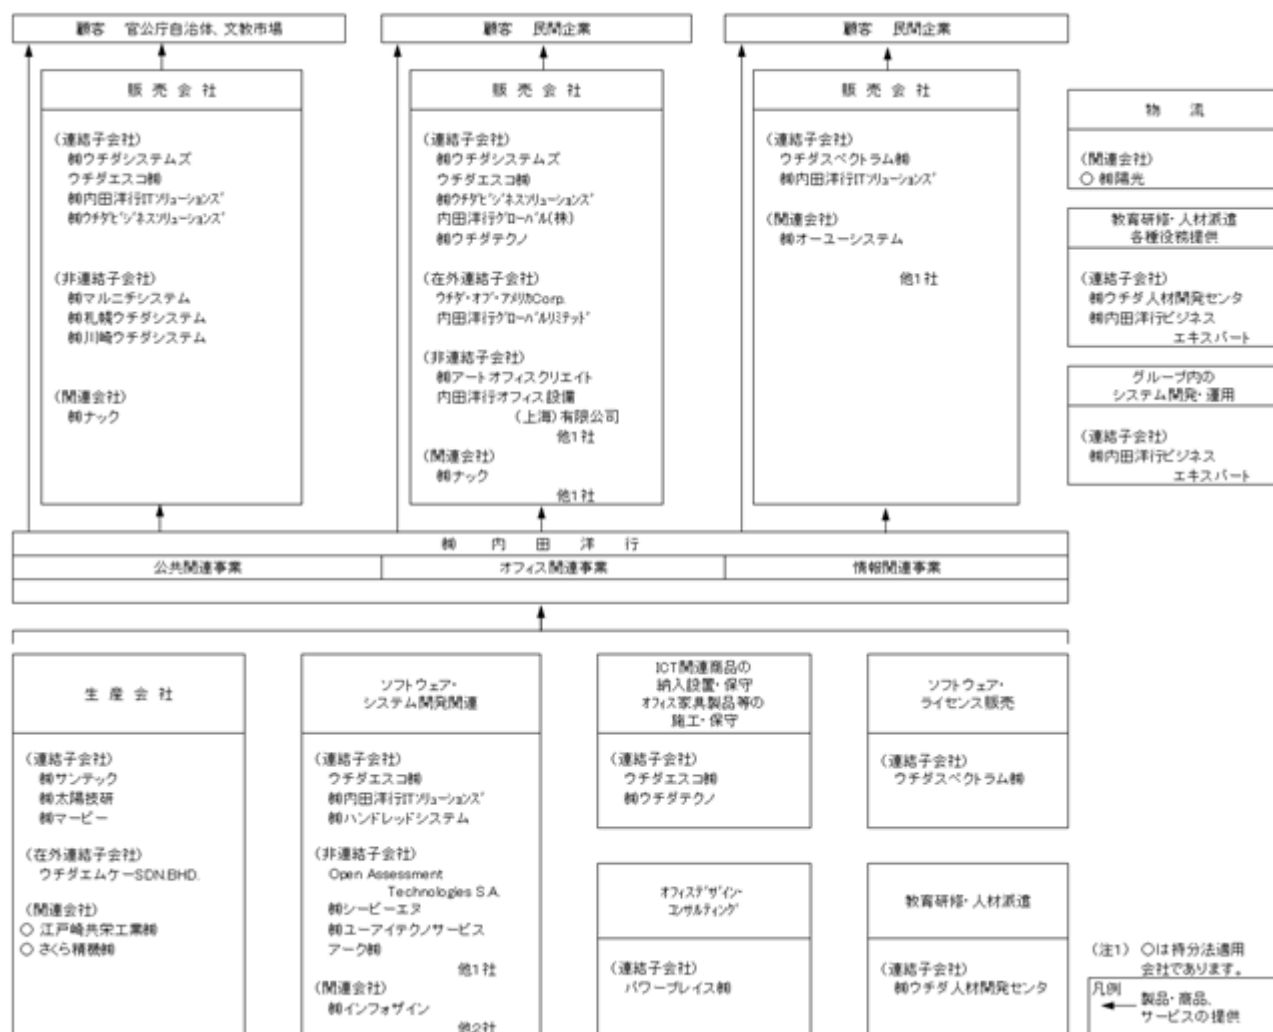 顧客　官公庁自治体、文教市場
販売会社
(連結子会社)
㈱ウチダシステムズ
ウチダエスコ㈱
㈱内田洋行ITソリューションズ
㈱ウチダビジネスソリューションズ
(非連結子会社)
㈱マルニチシステム
㈱札幌ウチダシステム
㈱川崎ウチダシステム
(関連会社)
㈱ナック
顧客　民間企業
販売会社
(連結子会社)
㈱ウチダシステムズ
ウチダエスコ㈱
㈱ウチダビジネスソリューションズ
内田洋行グローバル(株)
㈱ウチダテクノ
(在外連結子会社)
ウチダ・オブ・アメリカCorp.
内田洋行グローバルリミテッド
(非連結子会社)
㈱アートオフィスクリエイト
内田洋行オフィス設備
(上海)有限公司
他1社
(関連会社)
㈱ナック
他1社
顧客　民間企業
販売会社
(連結子会社)
ウチダスペクトラム㈱
㈱内田洋行ITソリューションズ
(関連会社)
㈱オーユーシステム
他1社
物　流
(関連会社)
○ ㈱陽光
教育研修・人材派遣
各種役務提供
(連結子会社)
㈱ウチダ人材開発センタ
㈱内田洋行ビジネス
エキスパート
グループ内の
システム開発・運用
(連結子会社)
㈱内田洋行ビジネス
エキスパート
㈱　内　田　洋　行
公共関連事業
オフィス関連事業
情報関連事業
生産会社
(連結子会社)
㈱サンテック
㈱太陽技研
㈱マービー
(在外連結子会社)
ウチダエムケーSDN.BHD.
(関連会社)
○ 江戸崎共栄工業㈱
○ さくら精機㈱
ソフトウェア・
システム開発関連
(連結子会社)
ウチダエスコ㈱
㈱内田洋行ITソリューションズ
㈱ハンドレッドシステム
(非連結子会社)
Open Assessment
Technologies S.A.
㈱シービーエヌ
㈱ユーアイテクノサービス
アーク㈱
他1社
(関連会社)
㈱インフォザイン
他2社
ICT関連商品の
納入設置・保守
オフィス家具製品等の
施工・保守
(連結子会社)
ウチダエスコ㈱
㈱ウチダテクノ
オフィスデザイン・
コンサルティング
(連結子会社)
パワープレイス㈱
ソフトウェア・
ライセンス販売
(連結子会社)
ウチダスペクトラム㈱
教育研修・人材派遣
(連結子会社)
㈱ウチダ人材開発センタ
(注1) ○は持分法適用
会社であります。
凡例
製品・商品、
サービスの提供